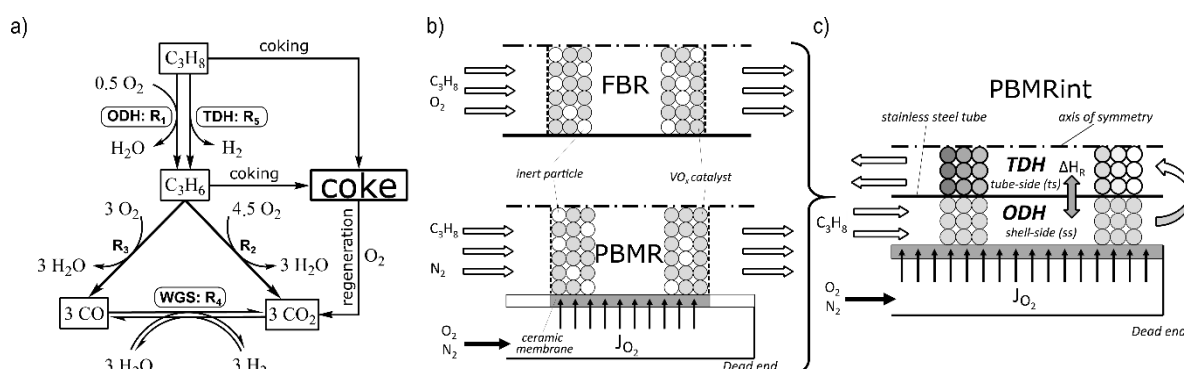 a)
C₃H₈
coking
0.5 O₂
ODH: R₁
TDH: R₅
H₂O
H₂
C₃H₆
coking
coke
3 O₂
4,5 O₂
R₃
R₂
regeneration
O₂
3 H₂O
3 H₂O
WGS: R₄
3 CO
3 CO₂
3 H₂O
3 H₂
b)
C₃H₈
O₂
FBR
inert particle
VOₓ catalyst
C₃H₈
N₂
PBMR
O₂
N₂
ceramic
membrane
J_O₂
Dead end
c)
PBMRint
stainless steel tube
axis of symmetry
TDH
ΔH_R
tube-side (ts)
C₃H₈
ODH
shell-side (ss)
O₂
N₂
J_O₂
Dead end